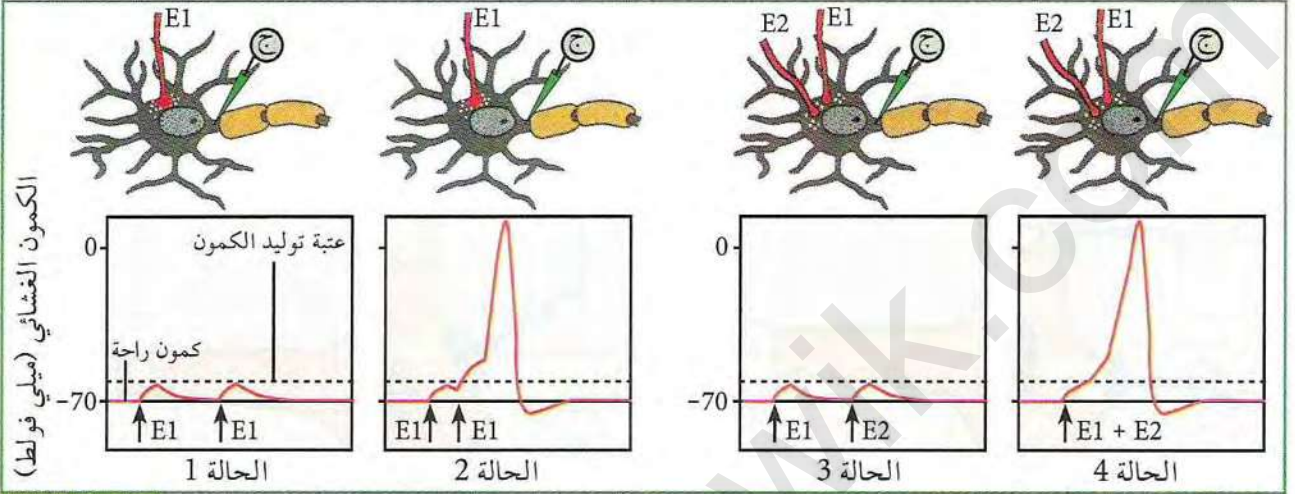 E1
ج
E1
ج
E2 E1
ج
E2 E1
ج
الكمون الغشائي (ميلي فولط)
0
عتبة توليد الكمون
كمون راحة
-70
E1 E1
الحالة 1
E1 E1
الحالة 2
0
-70
E1 E2
الحالة 3
E1 + E2
الحالة 4